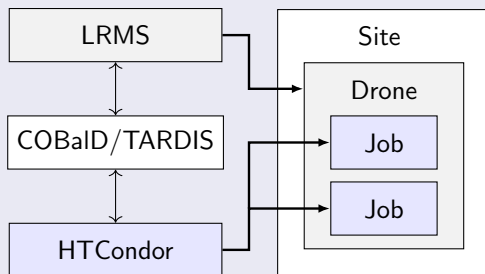 LRMS
Site
Drone
COBalD/TARDIS
Job
Job
HTCondor